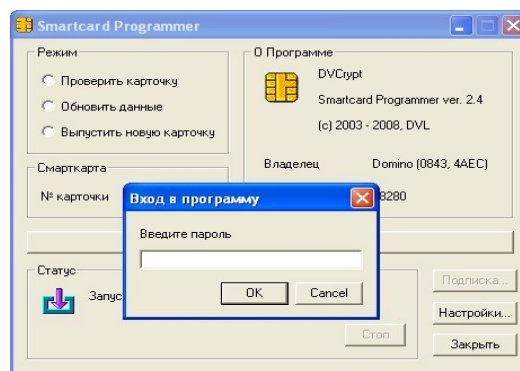 Smartcard Programmer
Режим
Проверить карточку
Обновить данные
Выпустить новую карточку
О Программе
DVCrypt
Smartcard Programmer ver. 2.4
(c) 2003 - 2008, DVL
Владелец Domino (0843, 4AEC)
8280
Смарткарта
№ карточки
Вход в программу
Введите пароль
OK Cancel
Статус
Запус
Стоп
Подписка...
Настройки...
Закрыть